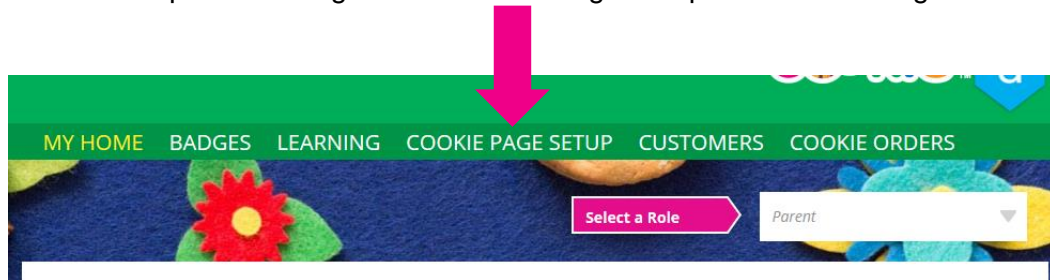 MY HOME BADGES LEARNING COOKIE PAGE SETUP CUSTOMERS COOKIE ORDERS
Select a Role Parent